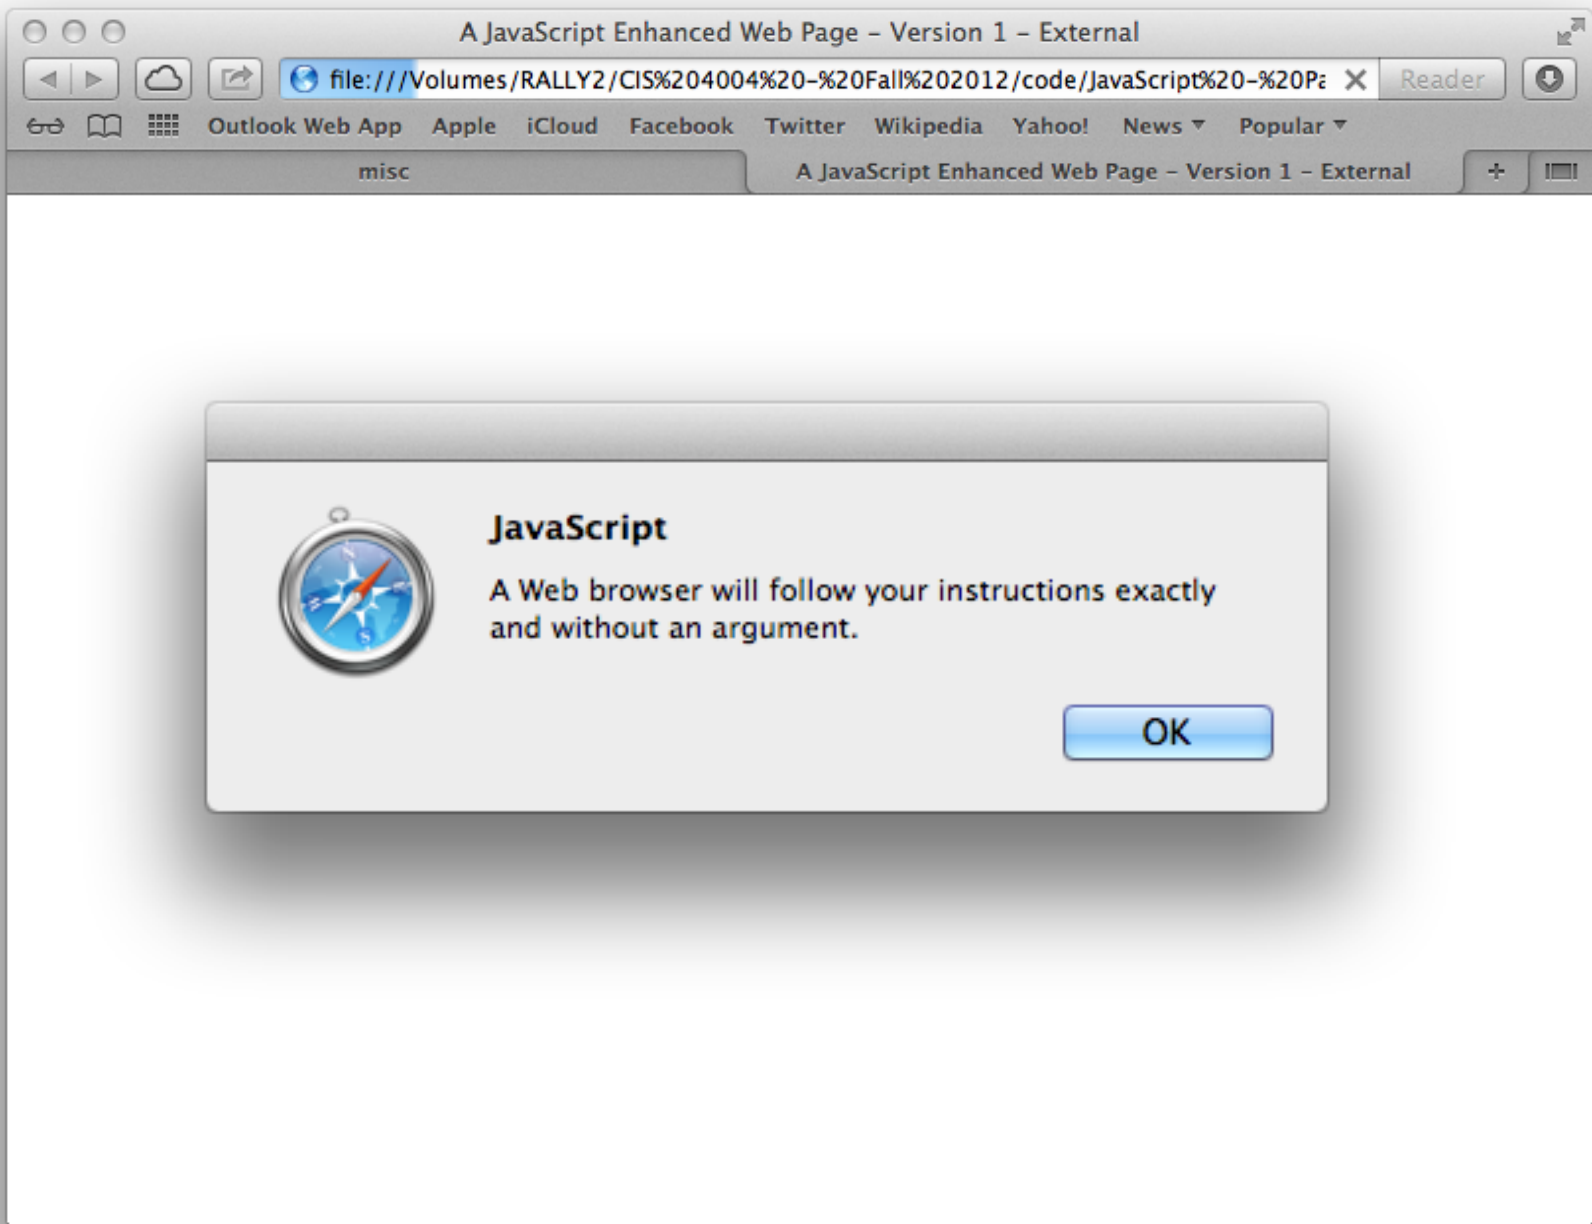 A JavaScript Enhanced Web Page – Version 1 – External
file:///Volumes/RALLY2/CIS%204004%20-%20Fall%202012/code/JavaScript%20-%20Pa
Reader
Outlook Web App Apple iCloud Facebook Twitter Wikipedia Yahoo! News Popular
misc A JavaScript Enhanced Web Page – Version 1 – External
JavaScript
A Web browser will follow your instructions exactly
and without an argument.
OK